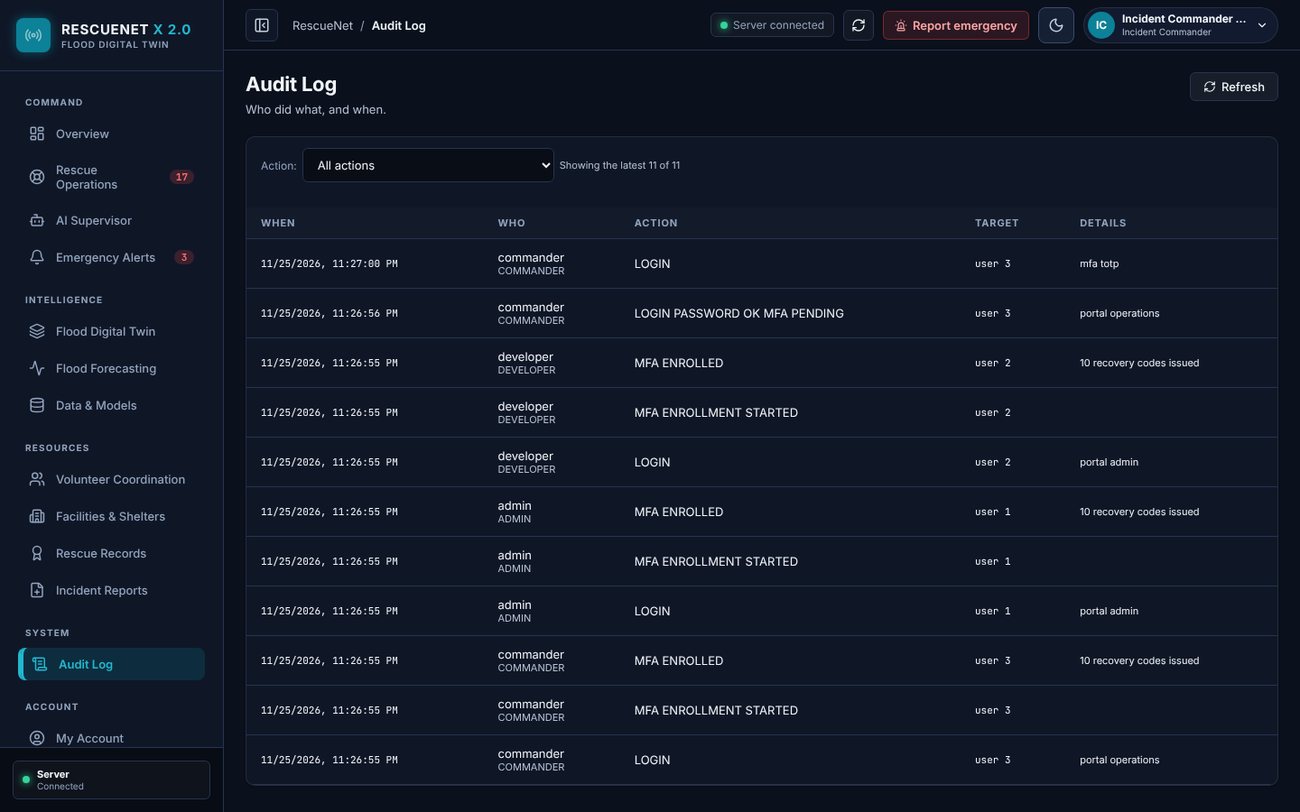 RESCUENET X 2.0
FLOOD DIGITAL TWIN
COMMAND
Overview
Rescue
Operations
17
AI Supervisor
Emergency Alerts 3
INTELLIGENCE
Flood Digital Twin
Flood Forecasting
Data & Models
RESOURCES
Volunteer Coordination
Facilities & Shelters
Rescue Records
Incident Reports
SYSTEM
Audit Log
ACCOUNT
My Account
Server
Connected
RescueNet / Audit Log
Server connected
Report emergency
IC
Incident Commander ...
Incident Commander
Audit Log
Who did what, and when.
Refresh
Action: All actions Showing the latest 11 of 11
WHEN WHO ACTION TARGET DETAILS
11/25/2026, 11:27:00 PM commander COMMANDER LOGIN user 3 mfa totp
11/25/2026, 11:26:56 PM commander COMMANDER LOGIN PASSWORD OK MFA PENDING user 3 portal operations
11/25/2026, 11:26:55 PM developer DEVELOPER MFA ENROLLED user 2 10 recovery codes issued
11/25/2026, 11:26:55 PM developer DEVELOPER MFA ENROLLMENT STARTED user 2
11/25/2026, 11:26:55 PM developer DEVELOPER LOGIN user 2 portal admin
11/25/2026, 11:26:55 PM admin ADMIN MFA ENROLLED user 1 10 recovery codes issued
11/25/2026, 11:26:55 PM admin ADMIN MFA ENROLLMENT STARTED user 1
11/25/2026, 11:26:55 PM admin ADMIN LOGIN user 1 portal admin
11/25/2026, 11:26:55 PM commander COMMANDER MFA ENROLLED user 3 10 recovery codes issued
11/25/2026, 11:26:55 PM commander COMMANDER MFA ENROLLMENT STARTED user 3
11/25/2026, 11:26:55 PM commander COMMANDER LOGIN user 3 portal operations